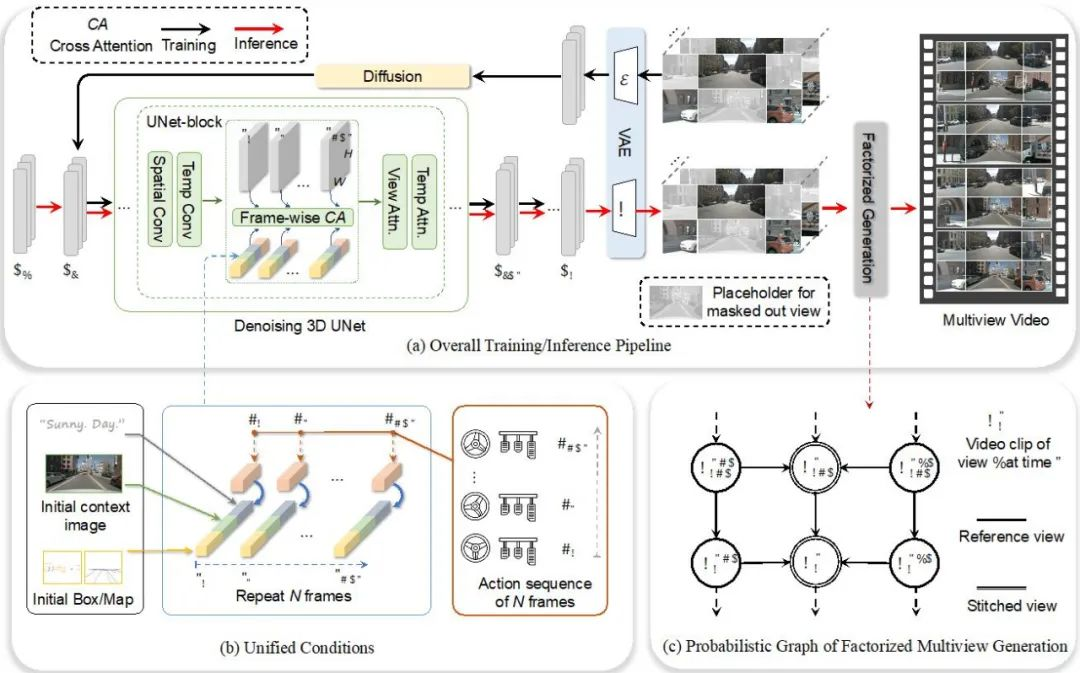 CA
Cross Attention
Training
Inference
Diffusion
ε
VAE
UNet-block
Spatial Conv
Temp Conv
"!
""
"#$"
H
W
...
Frame-wise CA
...
View Attn.
Temp Attn.
...
...
...
$%
$&
$&$"
$!
Denoising 3D UNet
Placeholder for
masked out view
Factorized Generation
Multiview Video
(a) Overall Training/Inference Pipeline
"Sunny. Day."
Initial context
image
Initial Box/Map
#!
#"
##$"
...
...
"!
""
"#$"
Repeat N frames
##$"
⋮
#"
#!
Action sequence
of N frames
(b) Unified Conditions
Video clip of
view %at time "
Reference view
Stitched view
(c) Probabilistic Graph of Factorized Multiview Generation